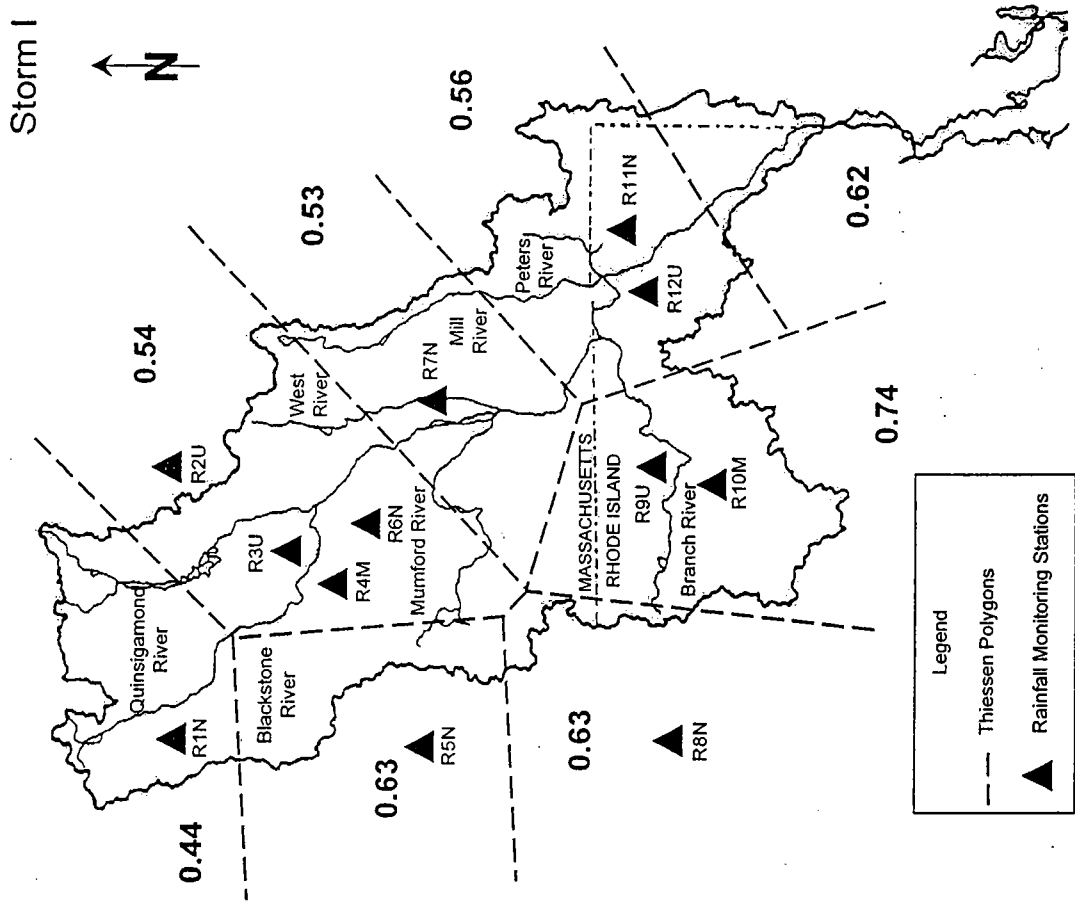 Storm I
N
0.56
0.53
0.54
0.62
0.74
0.63
0.63
0.44
R11N
Peters
River
R12U
Mill
River
R7N
West
River
R2U
MASSACHUSETTS
RHODE ISLAND
R9U
Branch River
R10M
R6N
Mumford River
R3U
R4M
Quinsigamond
River
Blackstone
River
R1N
R5N
R8N
Legend
Thiessen Polygons
Rainfall Monitoring Stations